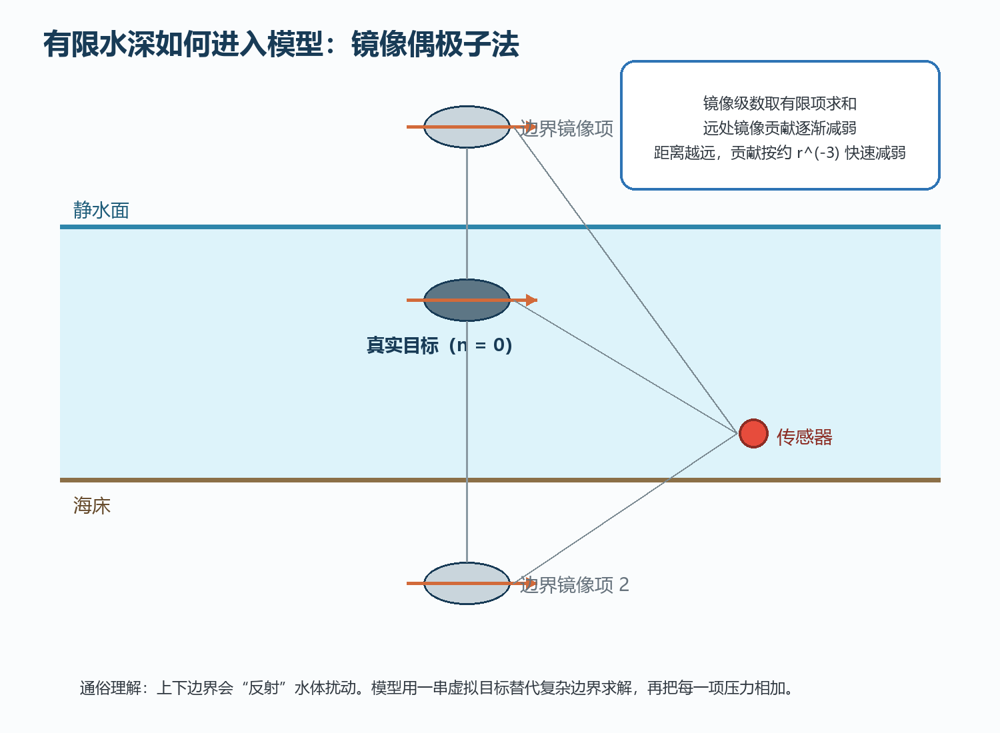 有限水深如何进入模型：镜像偶极子法
镜像级数取有限项求和
远处镜像贡献逐渐减弱
距离越远，贡献按约 r^(-3) 快速减弱
边界镜像项
静水面
真实目标（n = 0）
传感器
海床
边界镜像项 2
通俗理解：上下边界会“反射”水体扰动。模型用一串虚拟目标替代复杂边界求解，再把每一项压力相加。